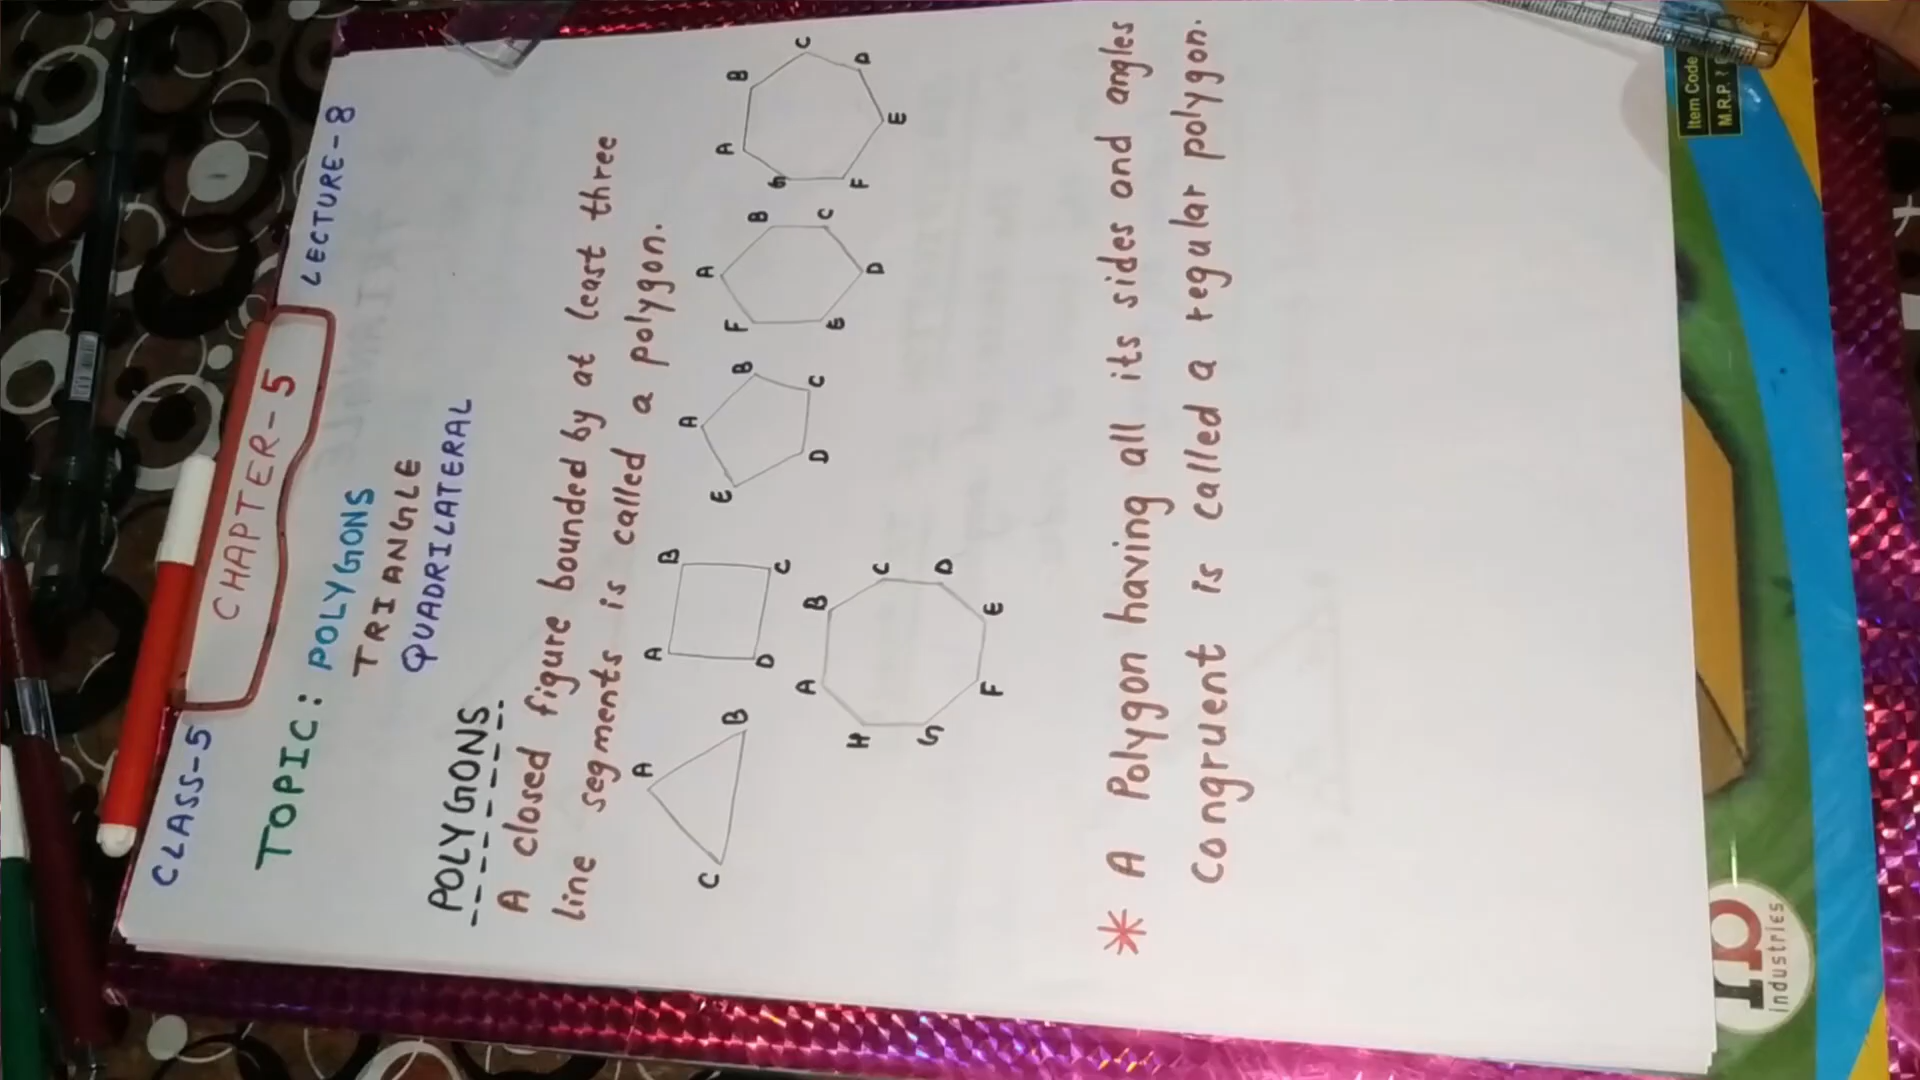 CLASS-5
CHAPTER-5
LECTURE-8
TOPIC: POLYGONS
TRIANGLE
QUADRILATERAL
POLYGONS
A closed figure bounded by at least three
line segments is called a polygon.
A
B
C
A
B
C
D
A
B
C
D
E
A
B
C
D
E
F
A
B
C
D
E
F
G
A
B
C
D
E
F
G
H
* A Polygon having all its sides and angles
congruent is called a regular polygon.
Item Code
M.R.P. ₹
industries